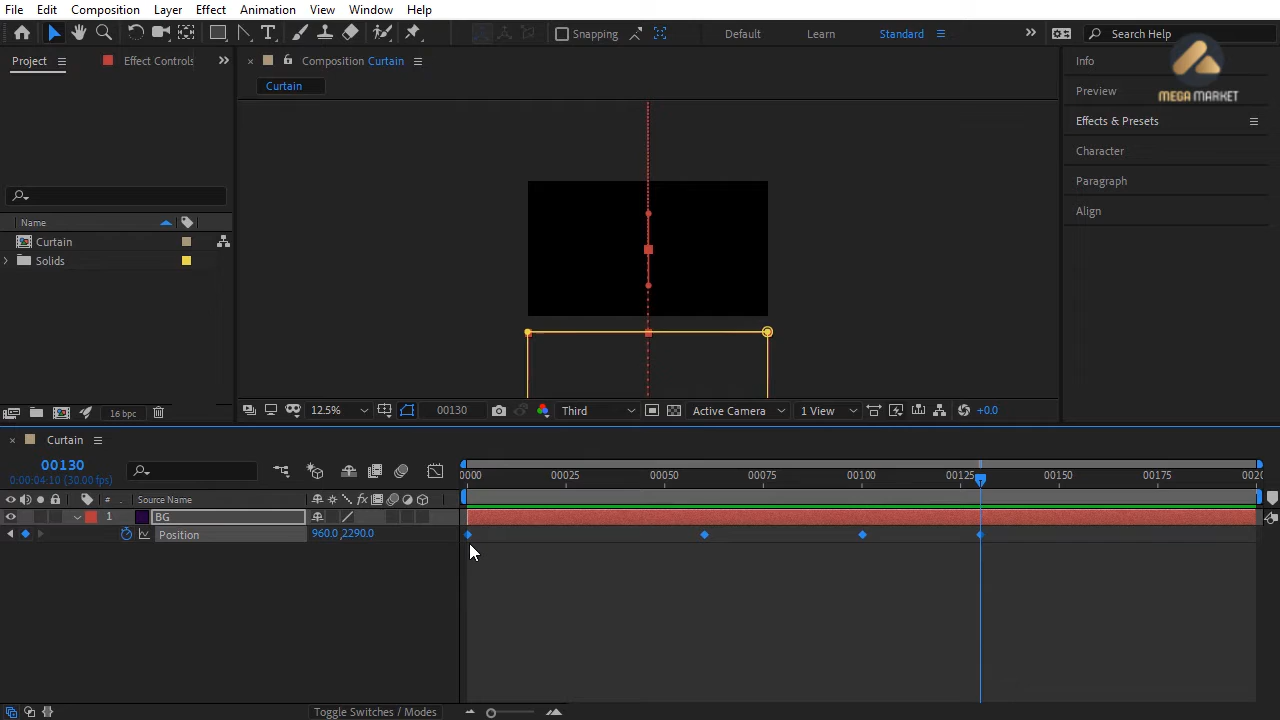 File Edit Composition Layer Effect Animation View Window Help
Snapping Default Learn Standard Search Help
Project Effect Controls
Composition Curtain
Info
MEGA MARKET
Curtain
Preview
Effects & Presets
Character
Paragraph
Align
Name
Curtain
Solids
16 bpc
12.5% 00130 Third Active Camera 1 View +0.0
Curtain
00130
0:00:04:10 (30.00 fps)
0000 00025 00050 00075 00100 00125 00150 00175 0020
# Source Name fx
1 BG
Position 960.0,2290.0
Toggle Switches / Modes